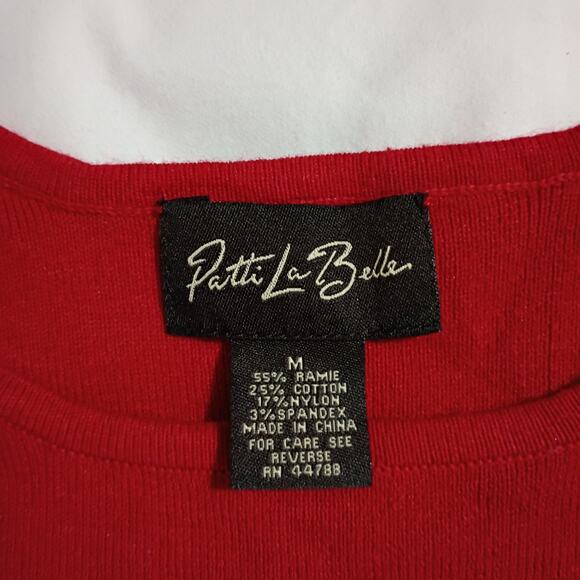 Patti LaBelle
M
55% RAMIE
25% COTTON
17% NYLON
3% SPANDEX
MADE IN CHINA
FOR CARE SEE
REVERSE
RN 44788